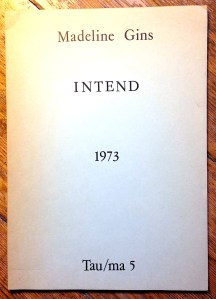 Madeline Gins
INTEND
1973
Tau/ma 5